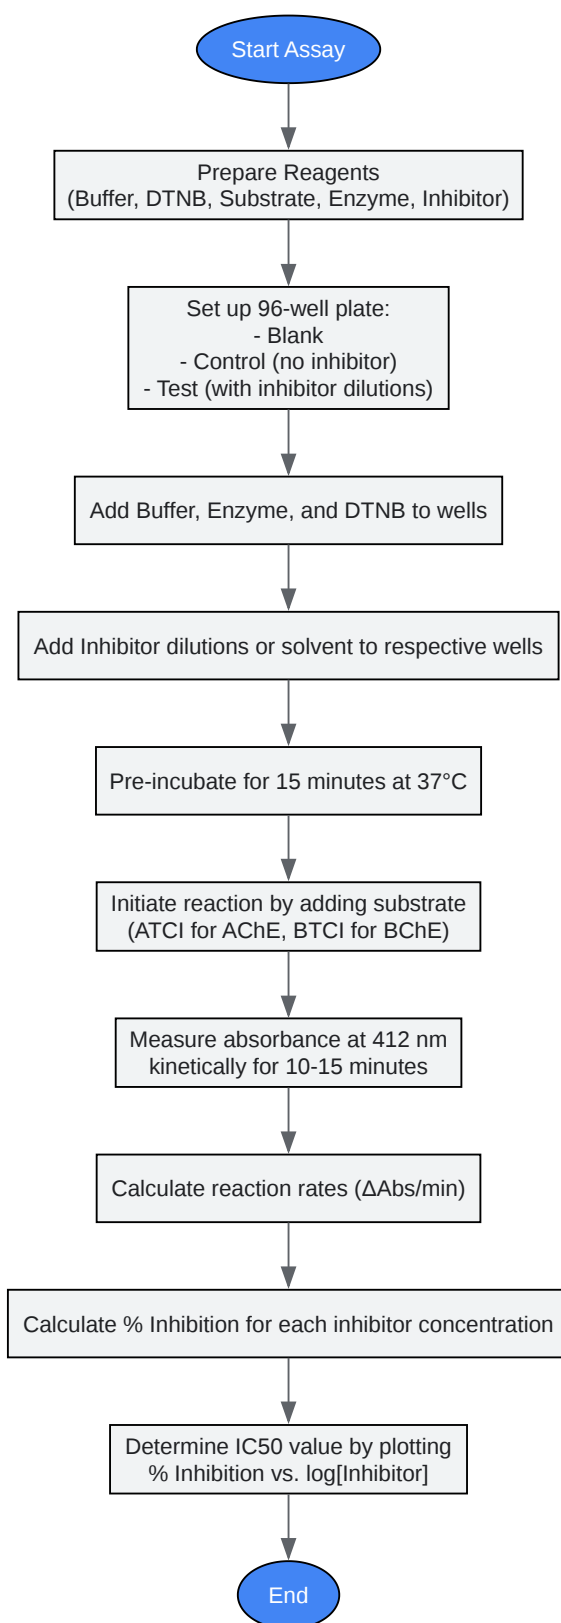 Start Assay
Prepare Reagents
(Buffer, DTNB, Substrate, Enzyme, Inhibitor)
Set up 96-well plate:
- Blank
- Control (no inhibitor)
- Test (with inhibitor dilutions)
Add Buffer, Enzyme, and DTNB to wells
Add Inhibitor dilutions or solvent to respective wells
Pre-incubate for 15 minutes at 37°C
Initiate reaction by adding substrate
(ATCI for AChE, BTCI for BChE)
Measure absorbance at 412 nm
kinetically for 10-15 minutes
Calculate reaction rates (ΔAbs/min)
Calculate % Inhibition for each inhibitor concentration
Determine IC50 value by plotting
% Inhibition vs. log[Inhibitor]
End